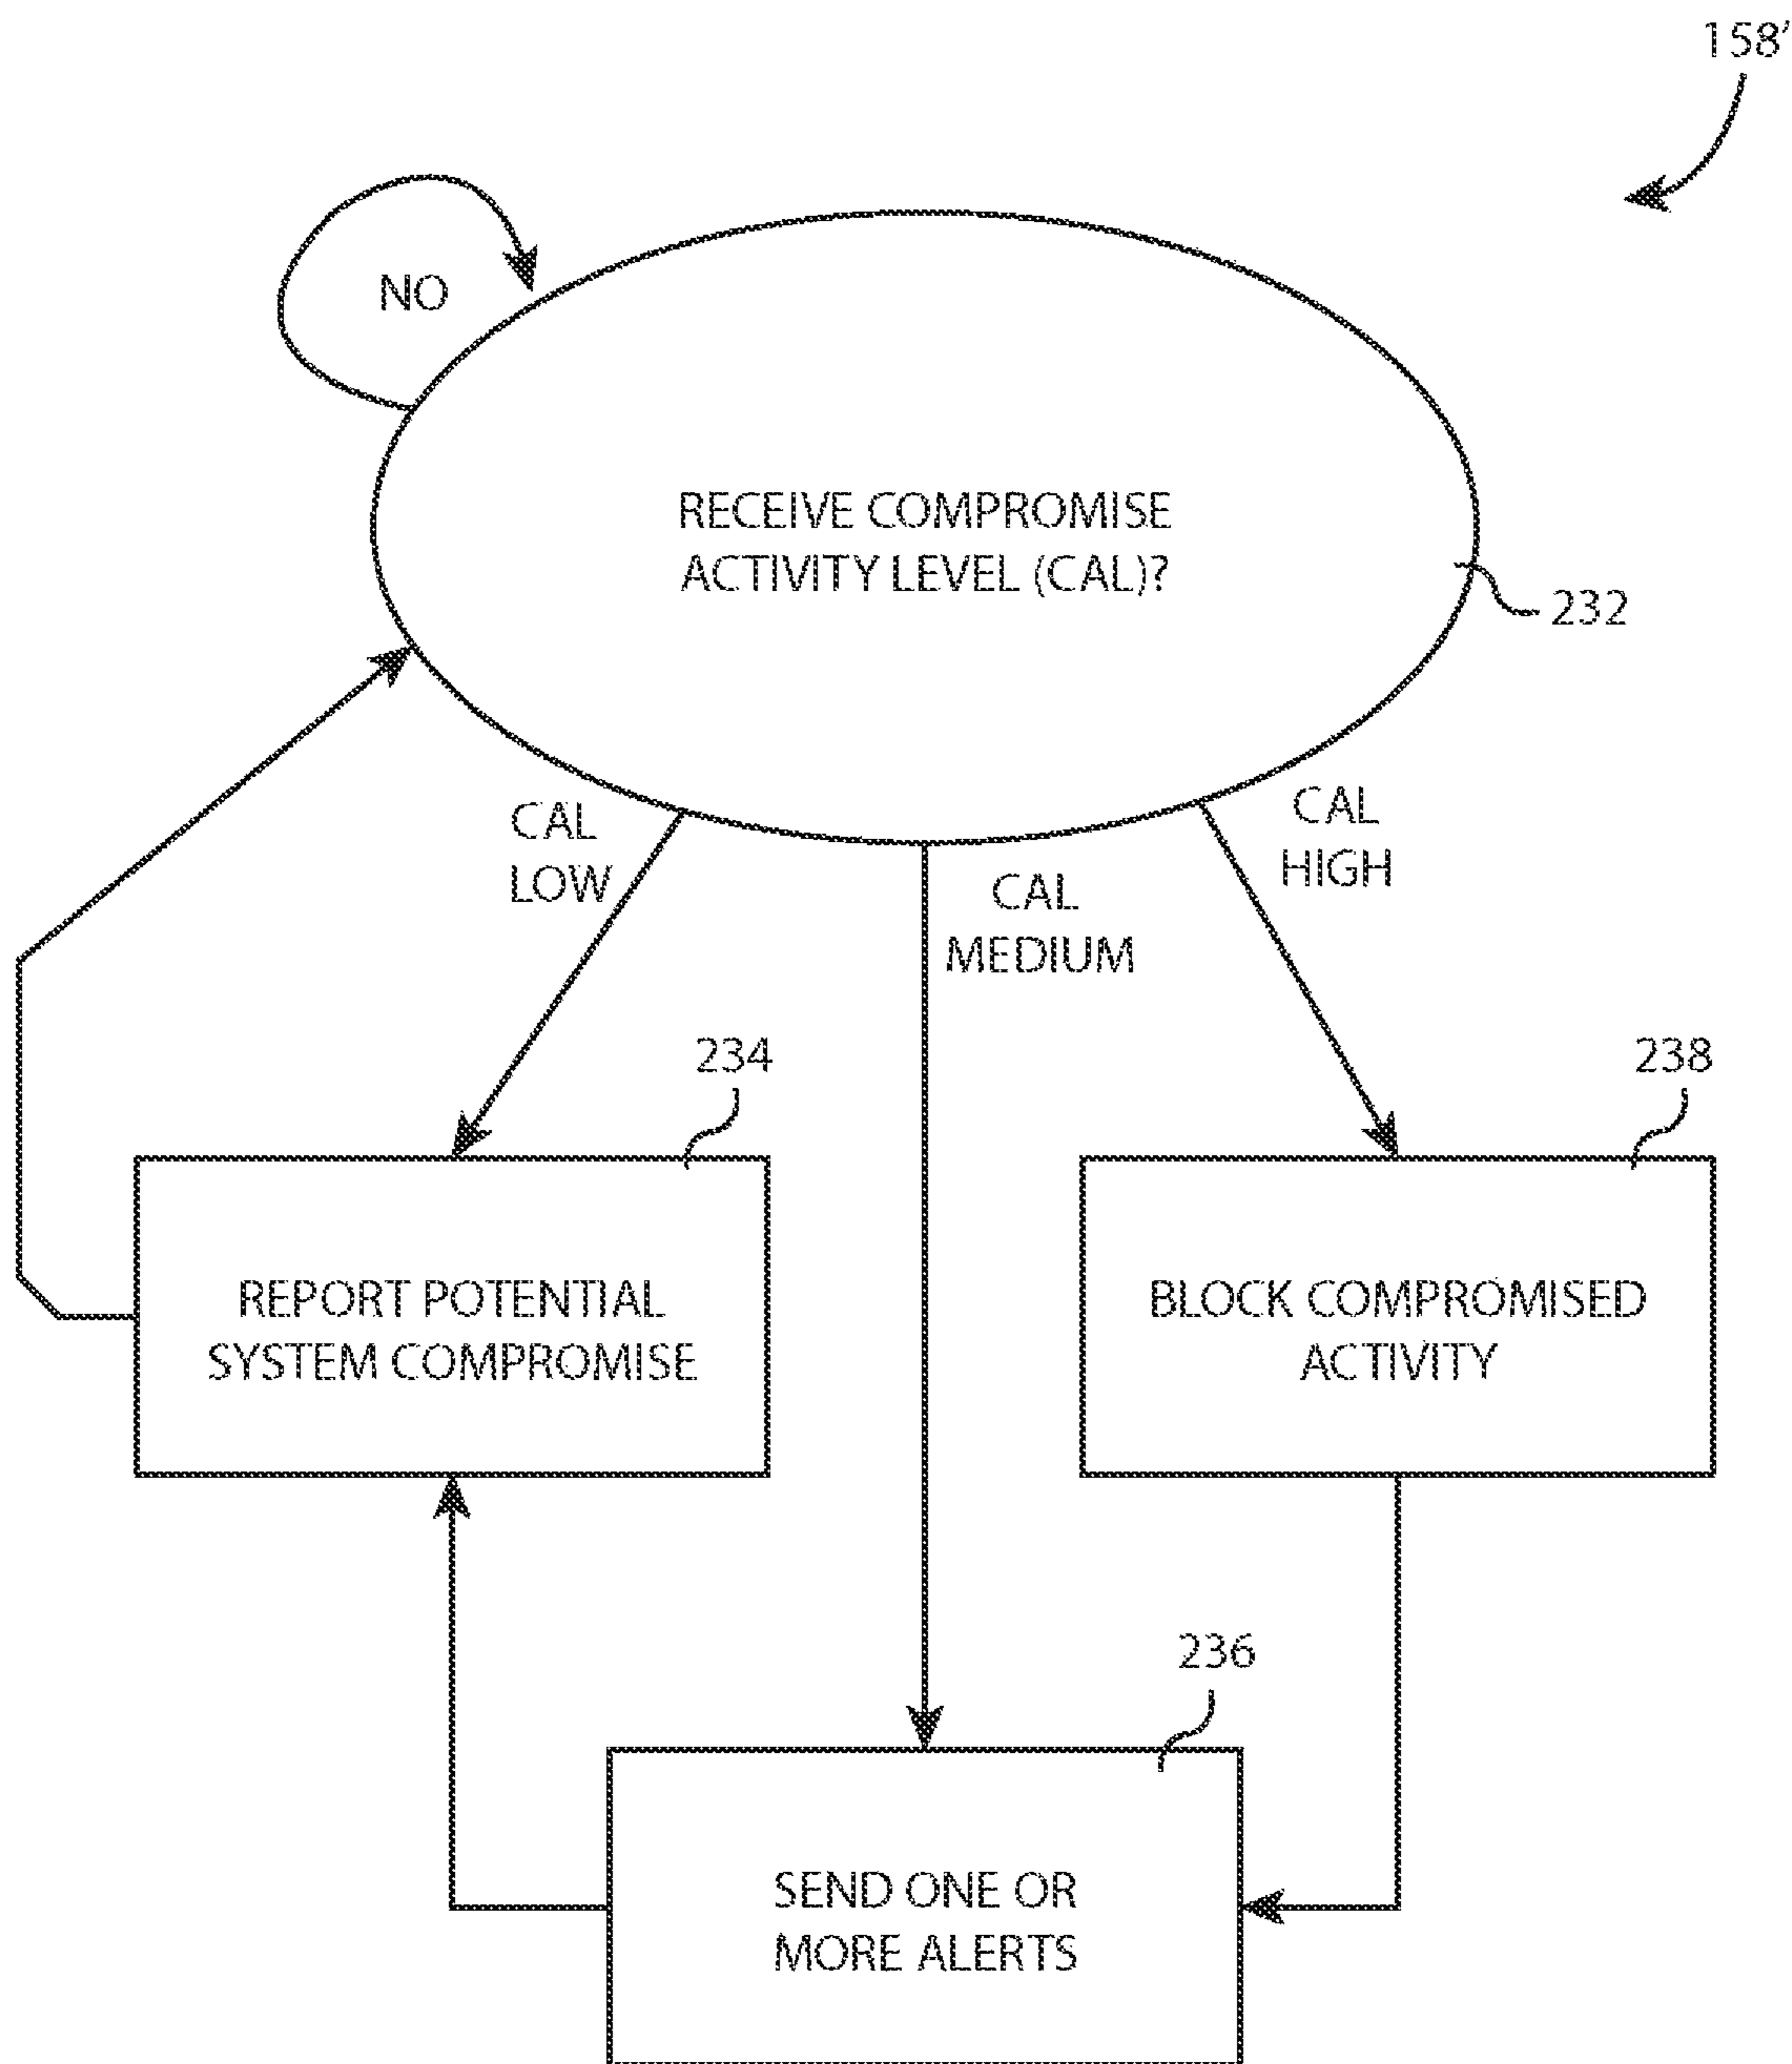 158'
NO
RECEIVE COMPROMISE
ACTIVITY LEVEL (CAL)?
232
CAL
LOW
CAL
MEDIUM
CAL
HIGH
234
238
REPORT POTENTIAL
SYSTEM COMPROMISE
BLOCK COMPROMISED
ACTIVITY
236
SEND ONE OR
MORE ALERTS